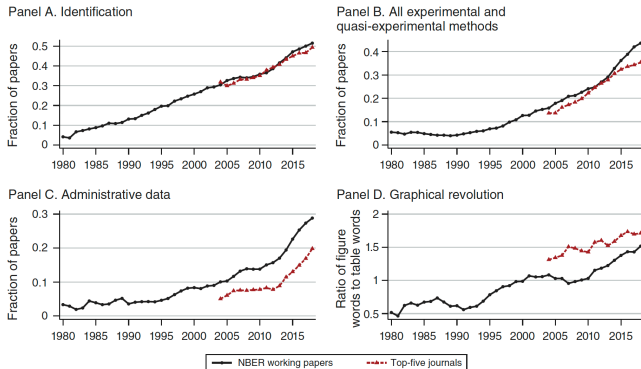 Panel A. Identification
Fraction of papers
0.5
0.4
0.3
0.2
0.1
0
1980 1985 1990 1995 2000 2005 2010 2015
Panel B. All experimental and
quasi-experimental methods
Fraction of papers
0.4
0.3
0.2
0.1
0
1980 1985 1990 1995 2000 2005 2010 2015
Panel C. Administrative data
Fraction of papers
0.3
0.2
0.1
0
1980 1985 1990 1995 2000 2005 2010 2015
Panel D. Graphical revolution
Ratio of figure
words to table words
2
1.5
1
0.5
1980 1985 1990 1995 2000 2005 2010 2015
NBER working papers
Top-five journals